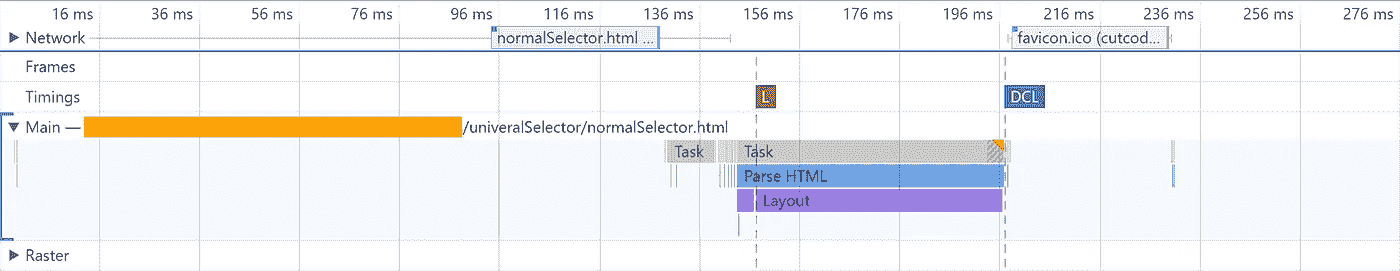 16 ms 36 ms 56 ms 76 ms 96 ms 116 ms 136 ms 156 ms 176 ms 196 ms 216 ms 236 ms 256 ms 276 ms
Network normalSelector.html ... favicon.ico (cutcod...
Frames
Timings L DCL
Main — /univeralSelector/normalSelector.html
Task Task
Parse HTML
Layout
Raster